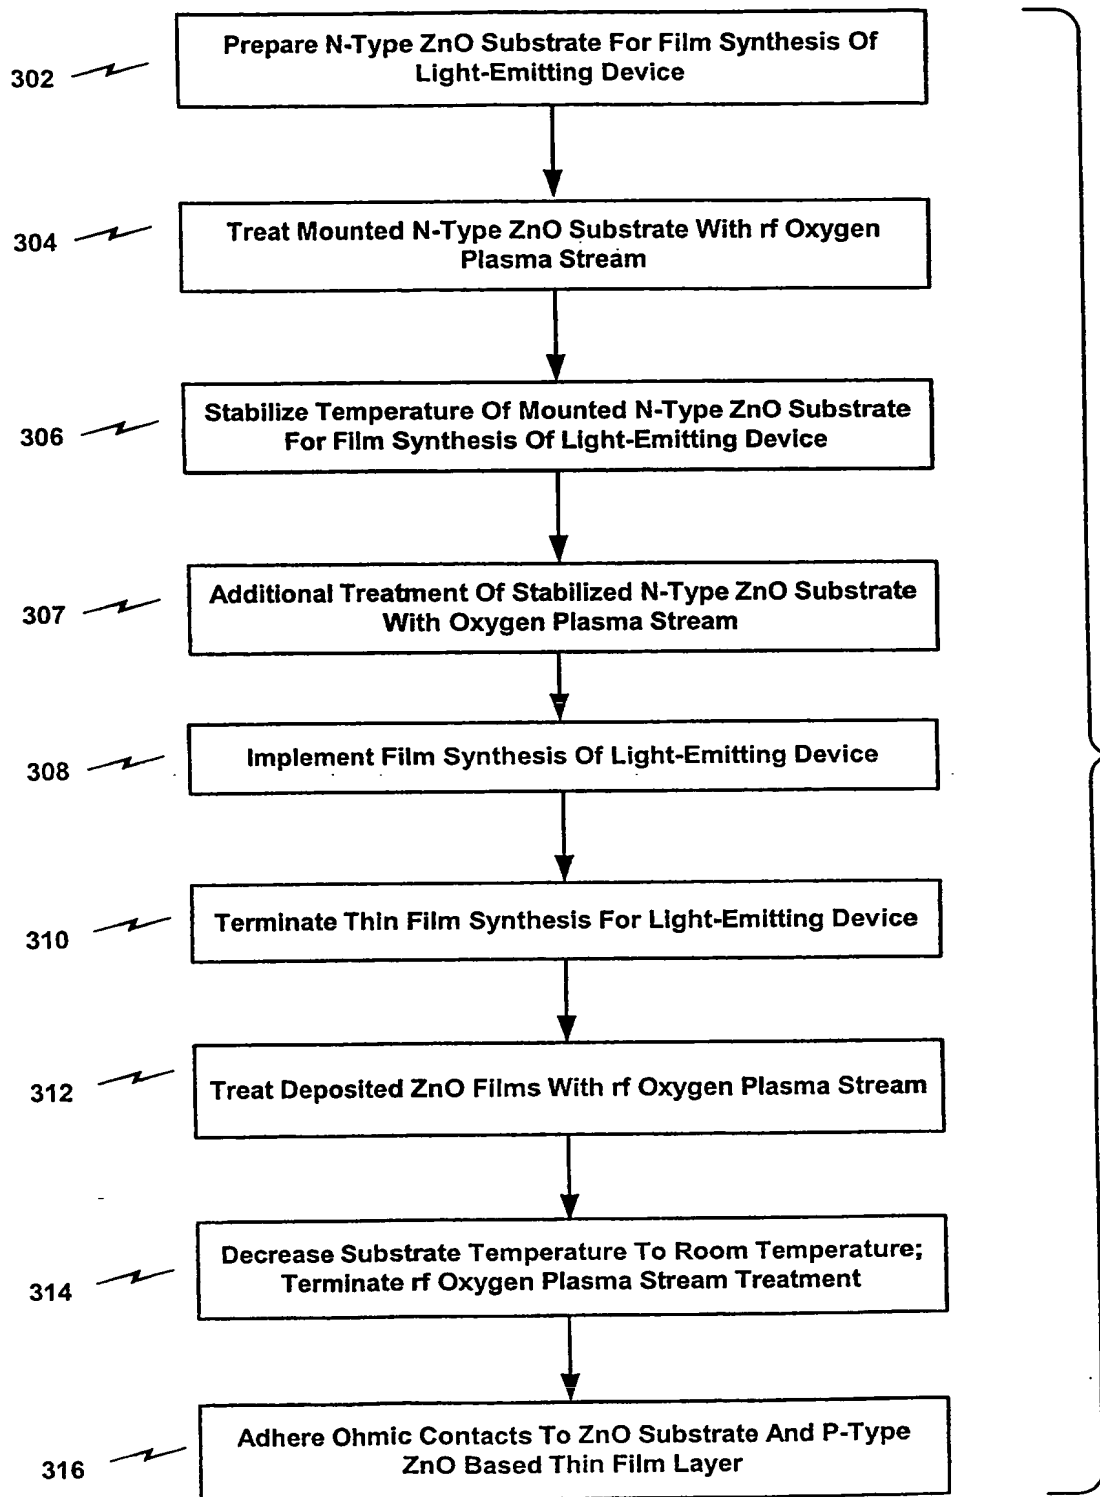 302
Prepare N-Type ZnO Substrate For Film Synthesis Of
Light-Emitting Device
304
Treat Mounted N-Type ZnO Substrate With rf Oxygen
Plasma Stream
306
Stabilize Temperature Of Mounted N-Type ZnO Substrate
For Film Synthesis Of Light-Emitting Device
307
Additional Treatment Of Stabilized N-Type ZnO Substrate
With Oxygen Plasma Stream
308
Implement Film Synthesis Of Light-Emitting Device
310
Terminate Thin Film Synthesis For Light-Emitting Device
312
Treat Deposited ZnO Films With rf Oxygen Plasma Stream
314
Decrease Substrate Temperature To Room Temperature;
Terminate rf Oxygen Plasma Stream Treatment
316
Adhere Ohmic Contacts To ZnO Substrate And P-Type
ZnO Based Thin Film Layer